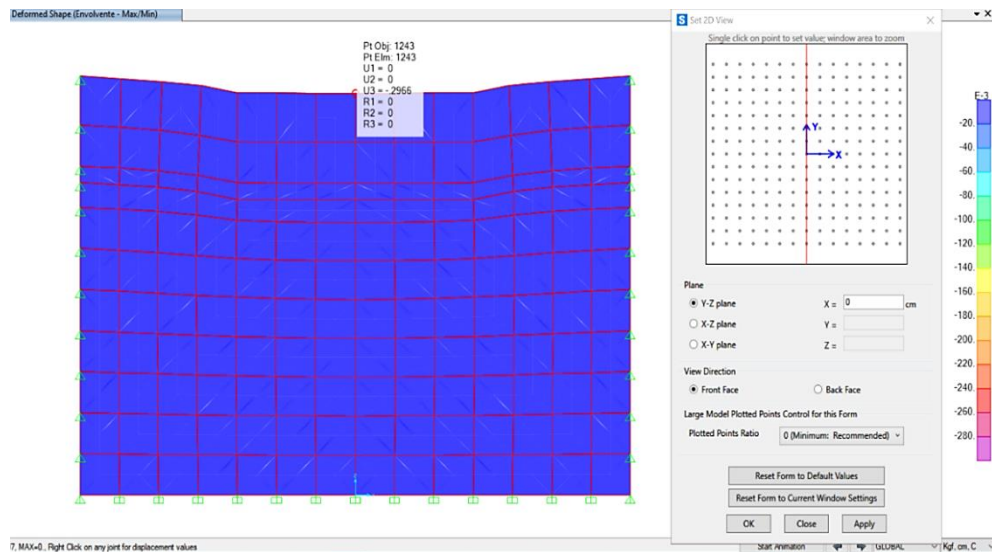 Deformed Shape (Envolvente - Max/Min)
Pt Obj: 1243
Pt Elm: 1243
U1 = 0
U2 = 0
U3 = -.2966
R1 = 0
R2 = 0
R3 = 0
Set 2D View
Single click on point to set value; window area to zoom
Y
X
Plane
Y-Z plane
X = 0 cm
X-Z plane
Y =
X-Y plane
Z =
View Direction
Front Face
Back Face
Large Model Plotted Points Control for this Form
Plotted Points Ratio
0 (Minimum: Recommended)
Reset Form to Default Values
Reset Form to Current Window Settings
OK
Close
Apply
E-3
-20.
-40.
-60.
-80.
-100.
-120.
-140.
-160.
-180.
-200.
-220.
-240.
-260.
-280.
7, MAX=0., Right Click on any joint for displacement values
Start Animation
GLOBAL
Kgf, cm, C